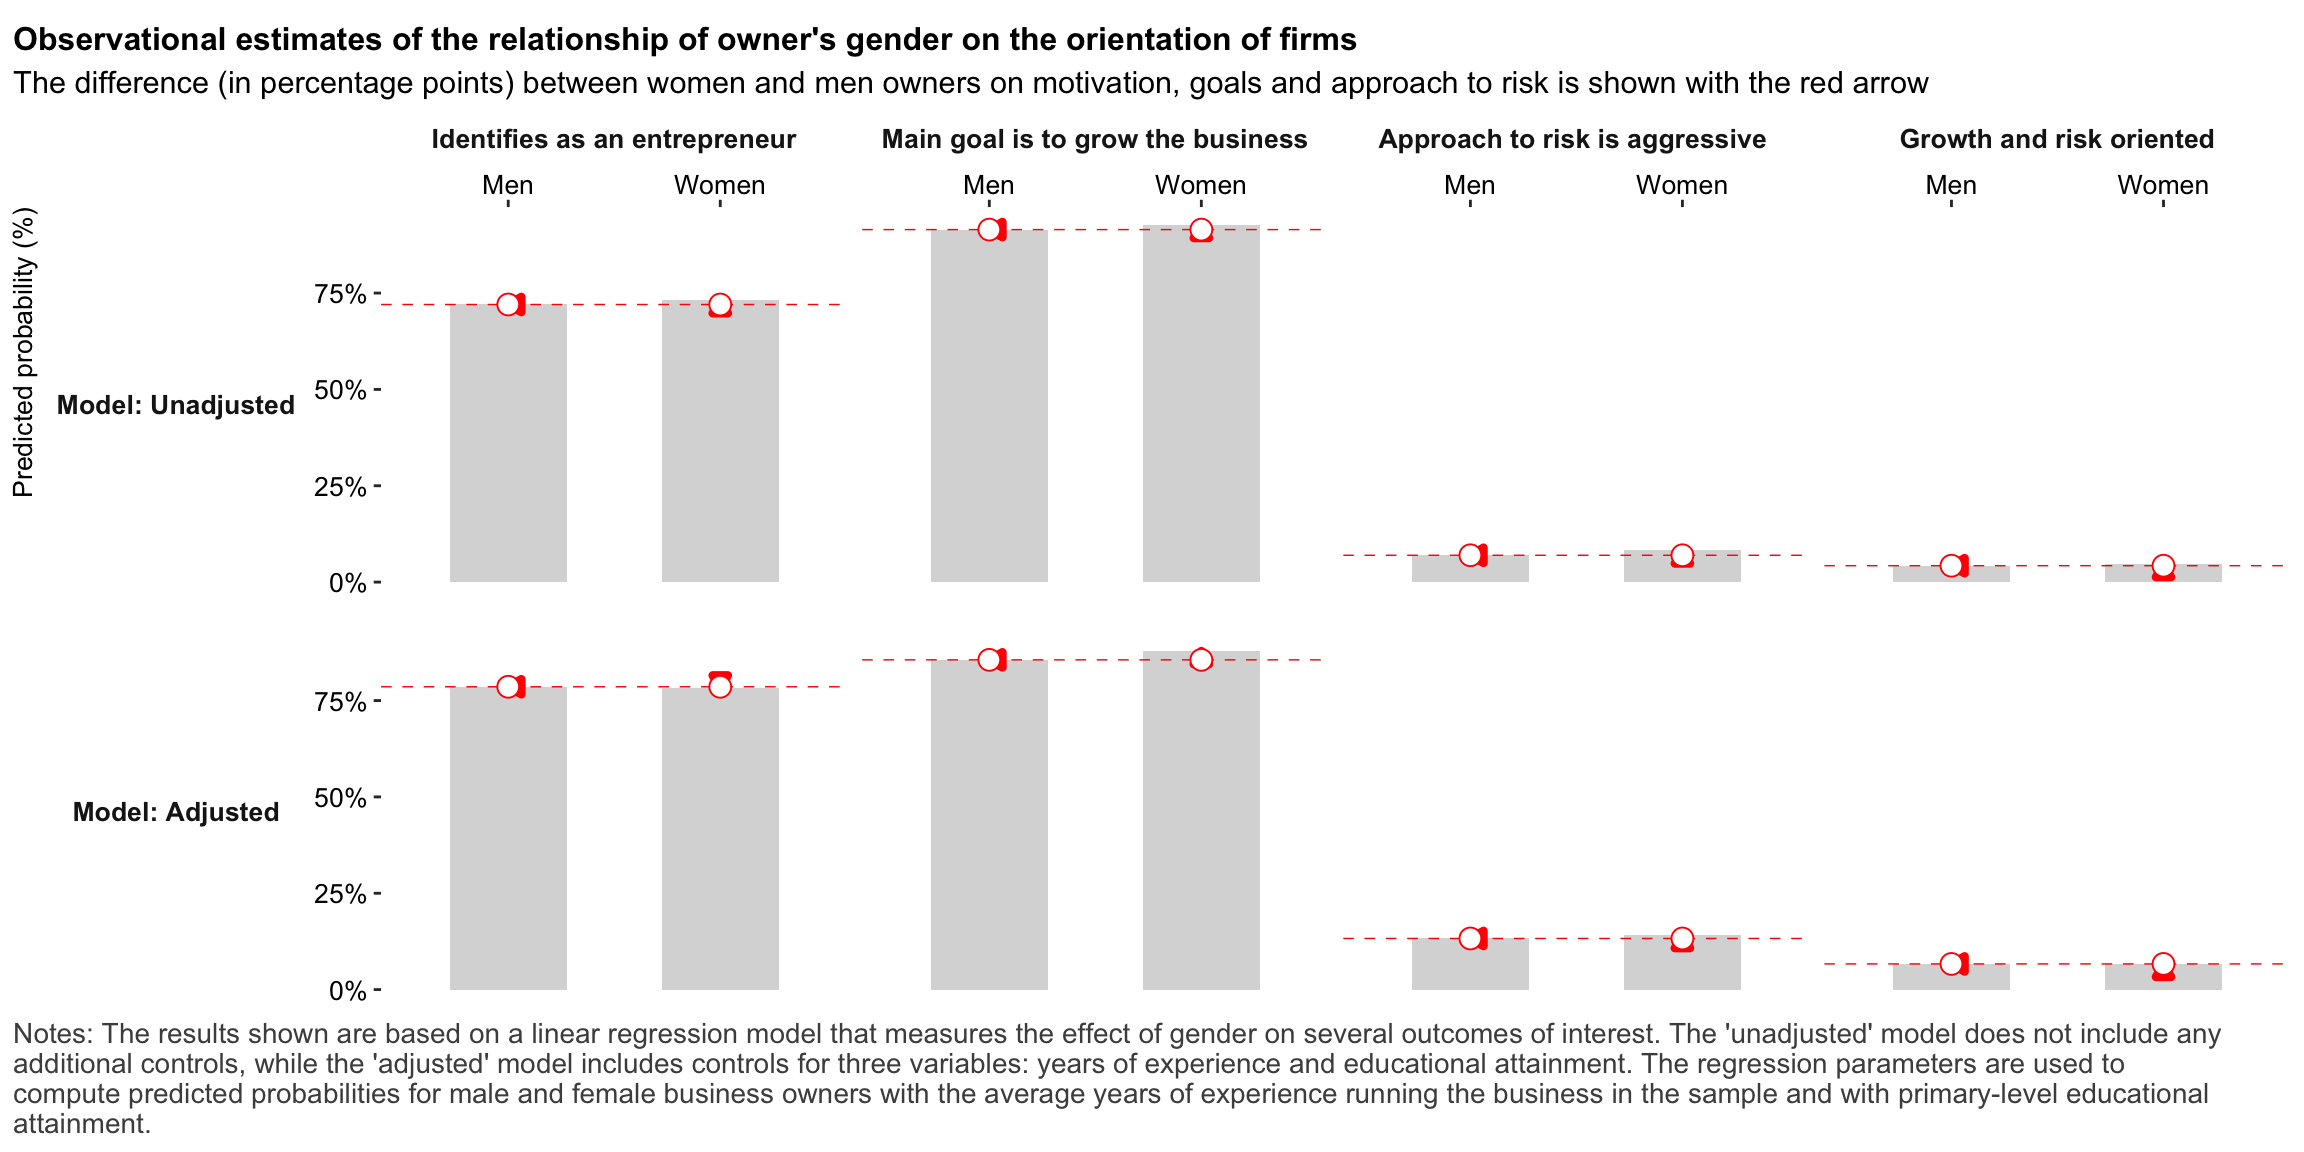 Observational estimates of the relationship of owner's gender on the orientation of firms
The difference (in percentage points) between women and men owners on motivation, goals and approach to risk is shown with the red arrow
Identifies as an entrepreneur
Main goal is to grow the business
Approach to risk is aggressive
Growth and risk oriented
Men
Women
Men
Women
Men
Women
Men
Women
Predicted probability (%)
Model: Unadjusted
75%
50%
25%
0%
Model: Adjusted
75%
50%
25%
0%
Notes: The results shown are based on a linear regression model that measures the effect of gender on several outcomes of interest. The 'unadjusted' model does not include any
additional controls, while the 'adjusted' model includes controls for three variables: years of experience and educational attainment. The regression parameters are used to
compute predicted probabilities for male and female business owners with the average years of experience running the business in the sample and with primary-level educational
attainment.